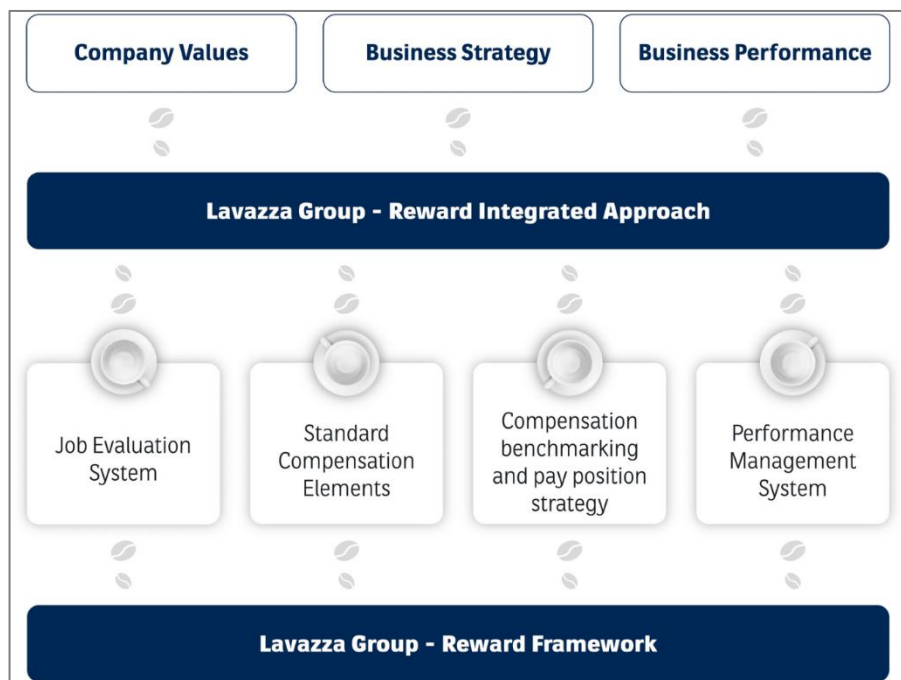 Company Values
Business Strategy
Business Performance
Lavazza Group - Reward Integrated Approach
Job Evaluation
System
Standard
Compensation
Elements
Compensation
benchmarking
and pay position
strategy
Performance
Management
System
Lavazza Group - Reward Framework